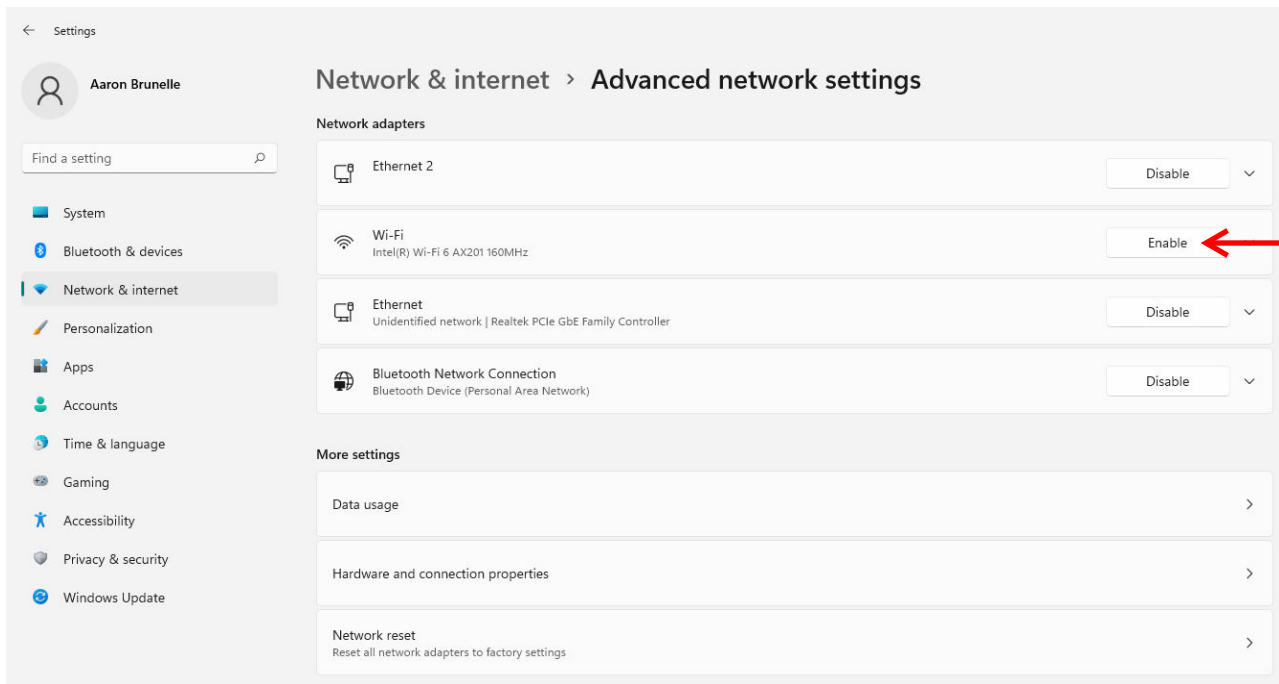 Settings
Aaron Brunelle
Find a setting
System
Bluetooth & devices
Network & internet
Personalization
Apps
Accounts
Time & language
Gaming
Accessibility
Privacy & security
Windows Update
Network & internet > Advanced network settings
Network adapters
Ethernet 2
Disable
Wi-Fi
Intel(R) Wi-Fi 6 AX201 160MHz
Enable
Ethernet
Unidentified network | Realtek PCIe GbE Family Controller
Disable
Bluetooth Network Connection
Bluetooth Device (Personal Area Network)
Disable
More settings
Data usage
Hardware and connection properties
Network reset
Reset all network adapters to factory settings